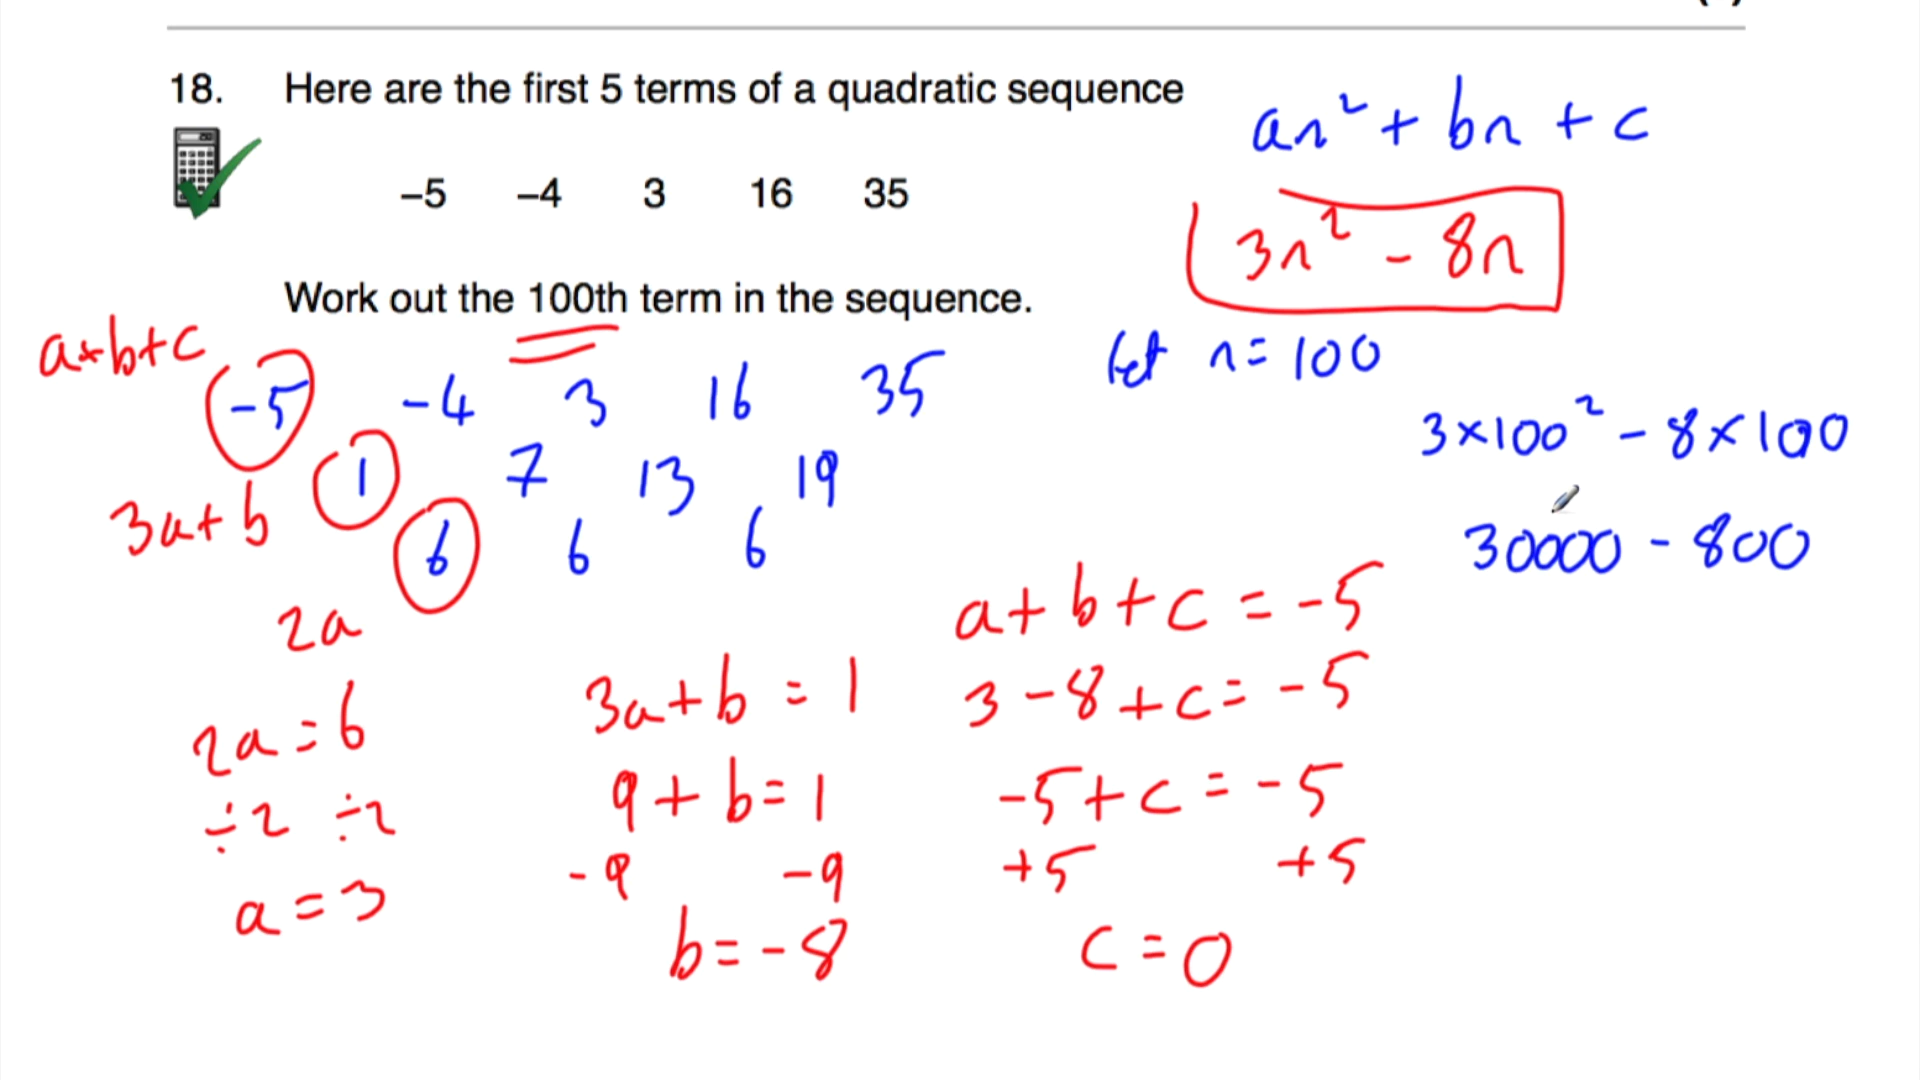 18. Here are the first 5 terms of a quadratic sequence
an² + bn + c
–5 –4 3 16 35
3n² - 8n
Work out the 100th term in the sequence.
a+b+c
let n = 100
-5 -4 3 16 35
3×100² - 8×100
1 7 13 19
3a+b
6 6 6
30000 - 800
2a
a+b+c = -5
2a = 6
3a+b = 1
3 - 8 + c = -5
÷2 ÷2
9 + b = 1
-5 + c = -5
-9 -9
+5 +5
a = 3
b = -8
c = 0